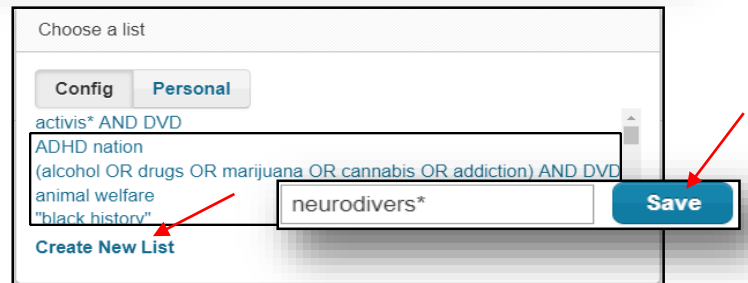 Choose a list
Config Personal
activis* AND DVD
ADHD nation
(alcohol OR drugs OR marijuana OR cannabis OR addiction) AND DVD
animal welfare
"black history"
neurodivers* Save
Create New List